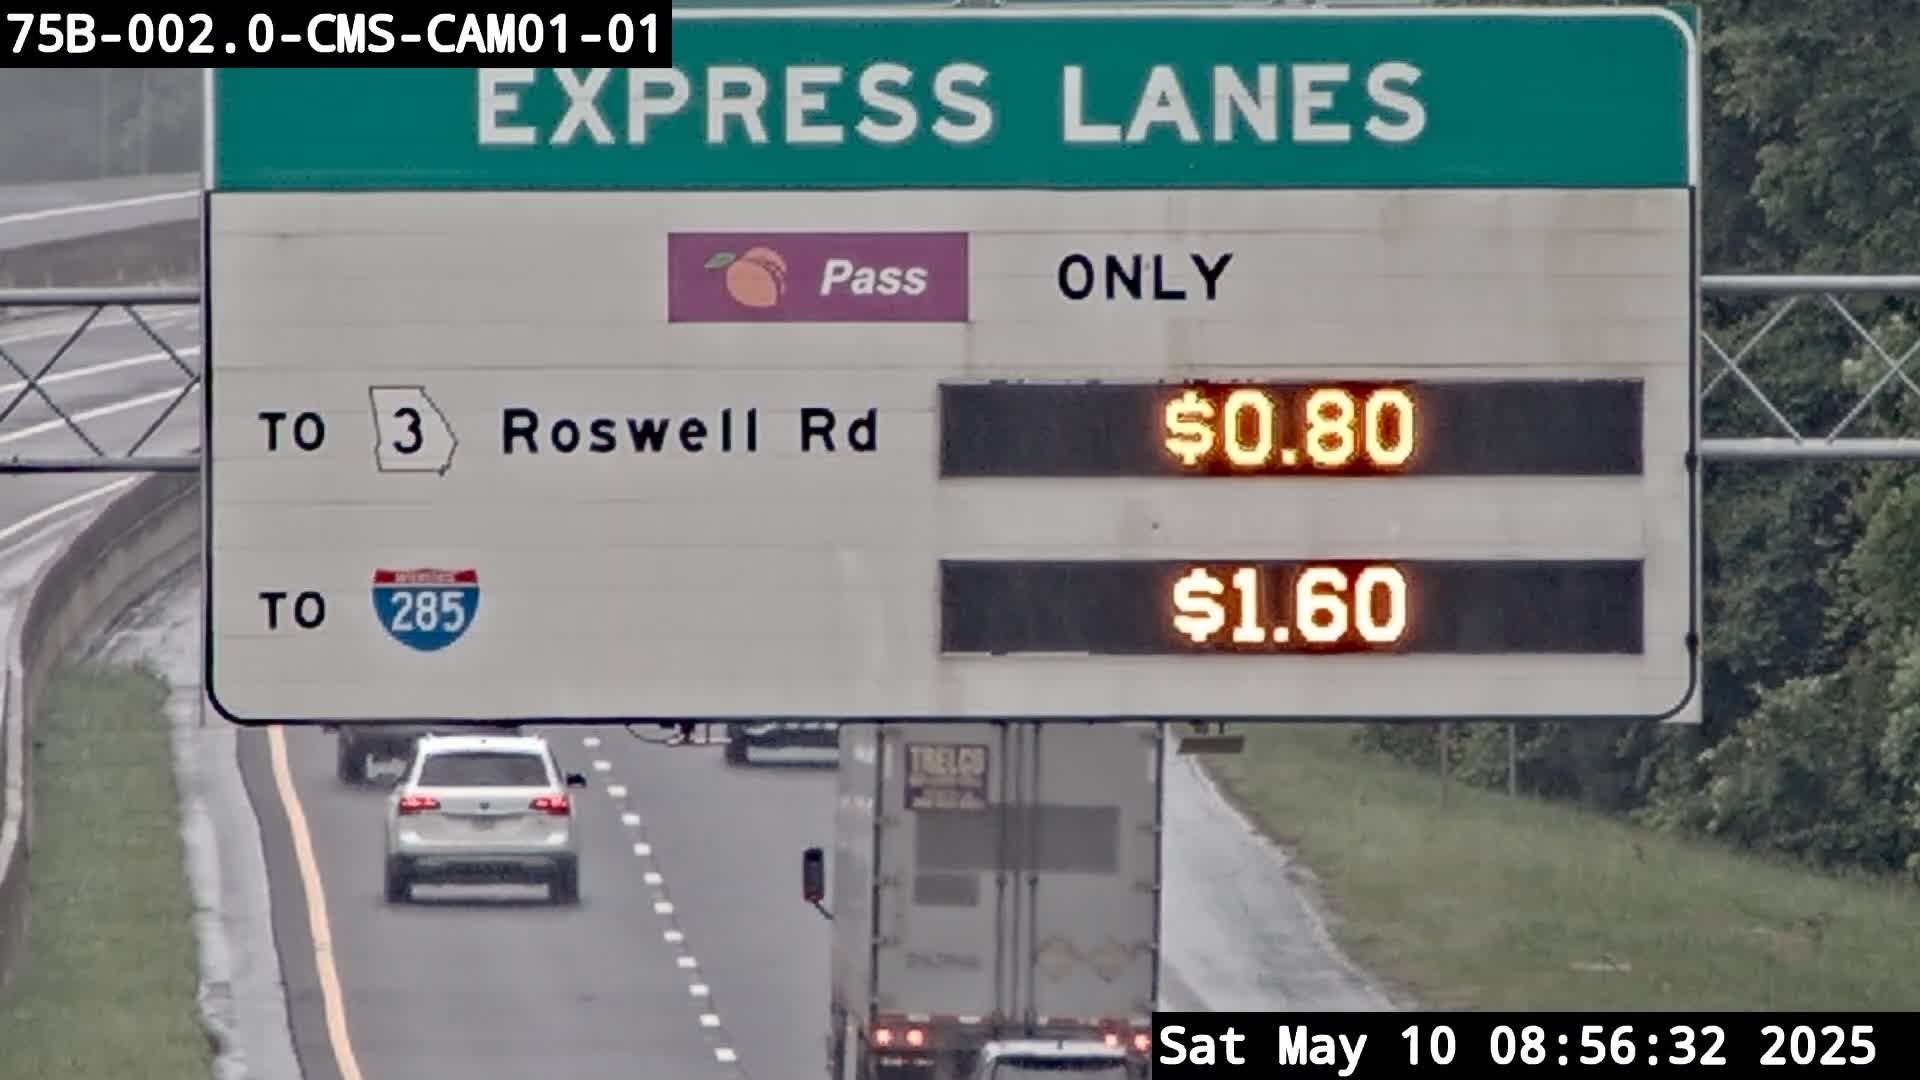 75B-002.0-CMS-CAM01-01
EXPRESS LANES
Pass ONLY
TO 3 Roswell Rd $0.80
TO 285 $1.60
TRELCO
Sat May 10 08:56:32 2025